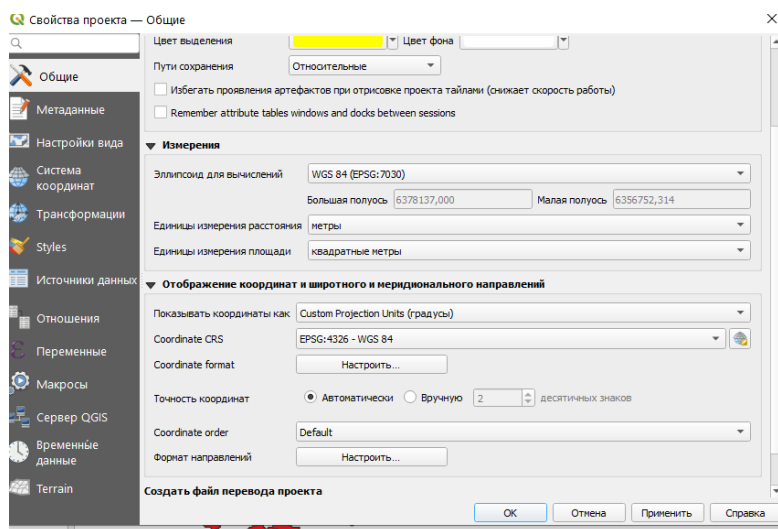 Свойства проекта — Общие
Цвет выделения
Цвет фона
Пути сохранения
Относительные
Избегать проявления артефактов при отрисовке проекта тайлами (снижает скорость работы)
Remember attribute tables windows and docks between sessions
Общие
Метаданные
Настройки вида
Система
координат
Трансформации
Styles
Источники данных
Отношения
Переменные
Макросы
Сервер QGIS
Временные
данные
Terrain
Измерения
Эллипсоид для вычислений
WGS 84 (EPSG:7030)
Большая полуось
6378137,000
Малая полуось
6356752,314
Единицы измерения расстояния
метры
Единицы измерения площади
квадратные метры
Отображение координат и широтного и меридионального направлений
Показывать координаты как
Custom Projection Units (градусы)
Coordinate CRS
EPSG:4326 - WGS 84
Coordinate format
Настроить...
Точность координат
Автоматически
Вручную
2
десятичных знаков
Coordinate order
Default
Формат направлений
Настроить...
Создать файл перевода проекта
OK
Отмена
Применить
Справка